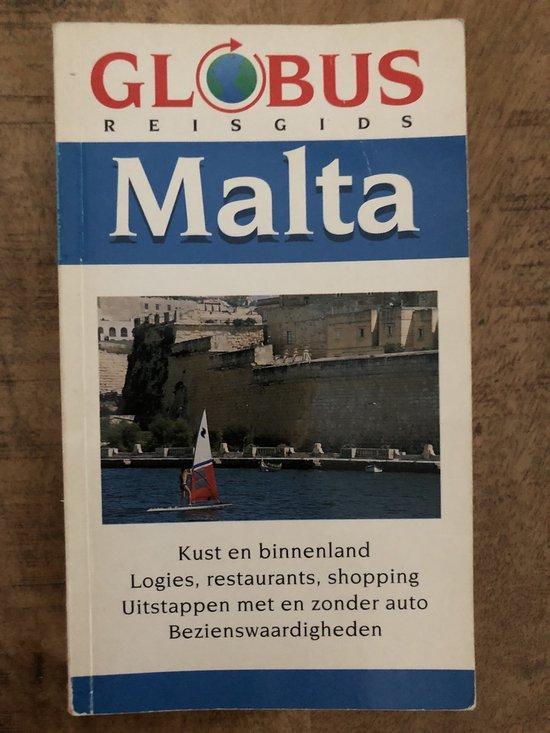 GLOBUS
REISGIDS
Malta
Kust en binnenland
Logies, restaurants, shopping
Uitstappen met en zonder auto
Bezienswaardigheden